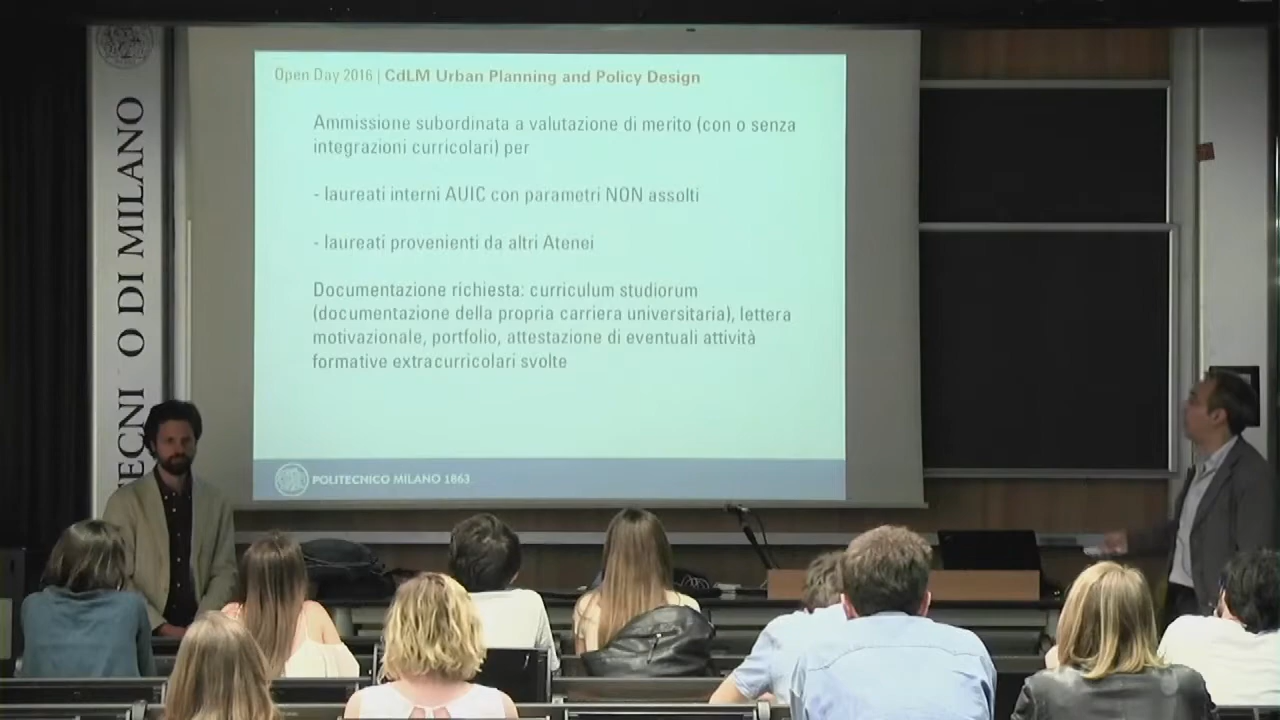 Open Day 2016 | CdLM Urban Planning and Policy Design
Ammissione subordinata a valutazione di merito (con o senza
integrazioni curricolari) per
- laureati interni AUIC con parametri NON assolti
- laureati provenienti da altri Atenei
Documentazione richiesta: curriculum studiorum
(documentazione della propria carriera universitaria), lettera
motivazionale, portfolio, attestazione di eventuali attività
formative extracurricolari svolte
POLITECNICO MILANO 1863
ECNI O DI MILANO